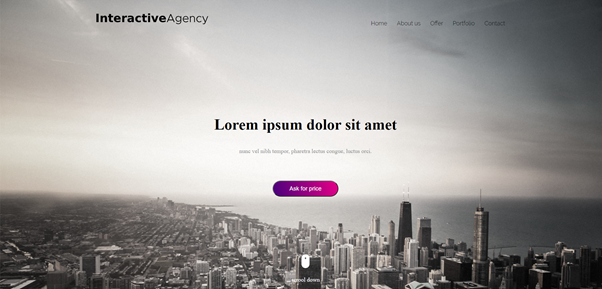 InteractiveAgency
Home About us Offer Portfolio Contact
Lorem ipsum dolor sit amet
nunc vel nibh tempor, pharetra lectus congue, luctus orci.
Ask for price
scrool down